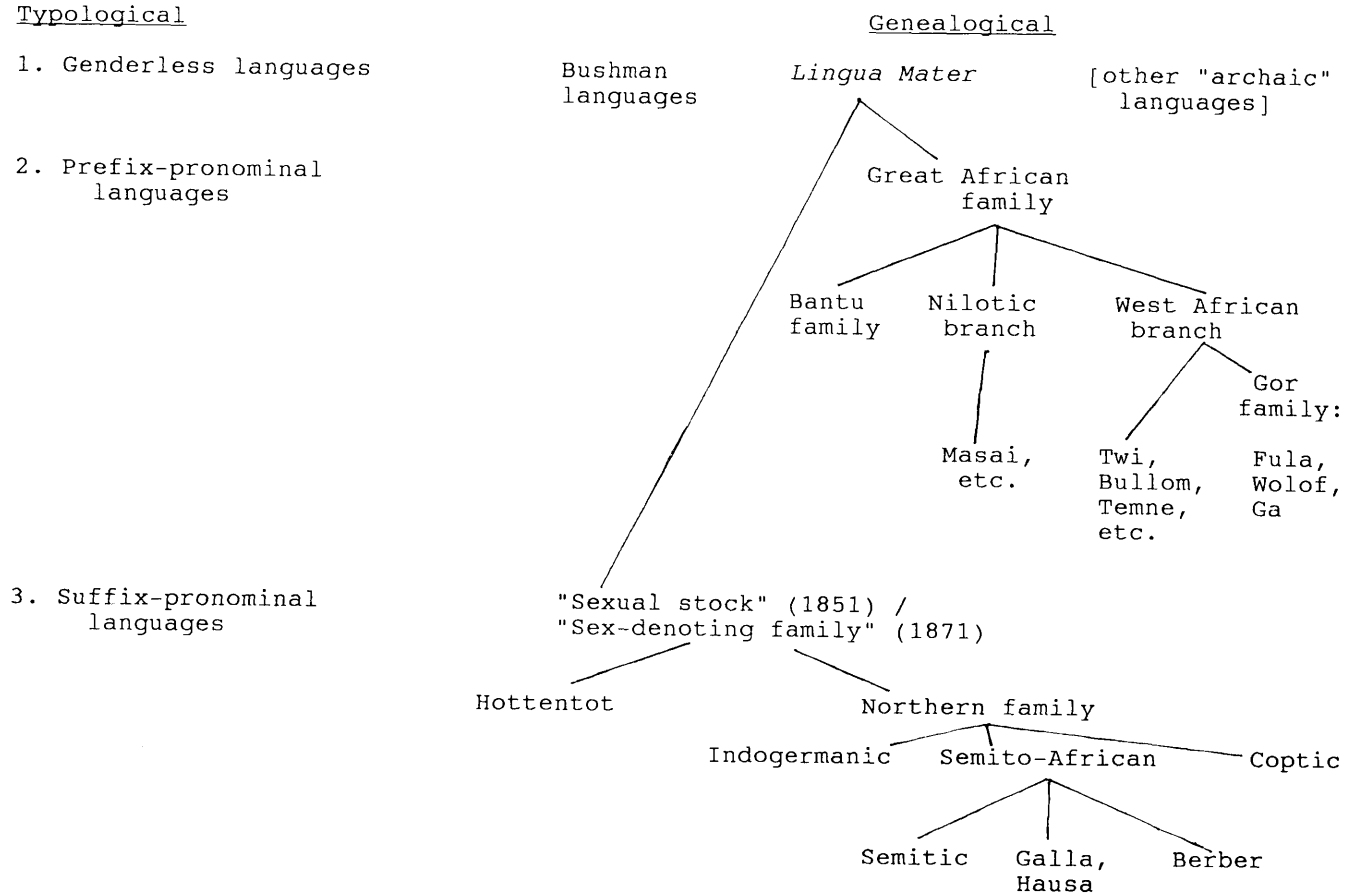 Typological
Genealogical
1. Genderless languages
Bushman
languages
Lingua Mater
[other "archaic"
languages]
2. Prefix-pronominal
languages
Great African
family
Bantu
family
Nilotic
branch
West African
branch
Gor
family:
Masai,
etc.
Twi,
Bullom,
Temne,
etc.
Fula,
Wolof,
Ga
3. Suffix-pronominal
languages
"Sexual stock" (1851) /
"Sex-denoting family" (1871)
Hottentot
Northern family
Indogermanic
Semito-African
Coptic
Semitic
Galla,
Hausa
Berber